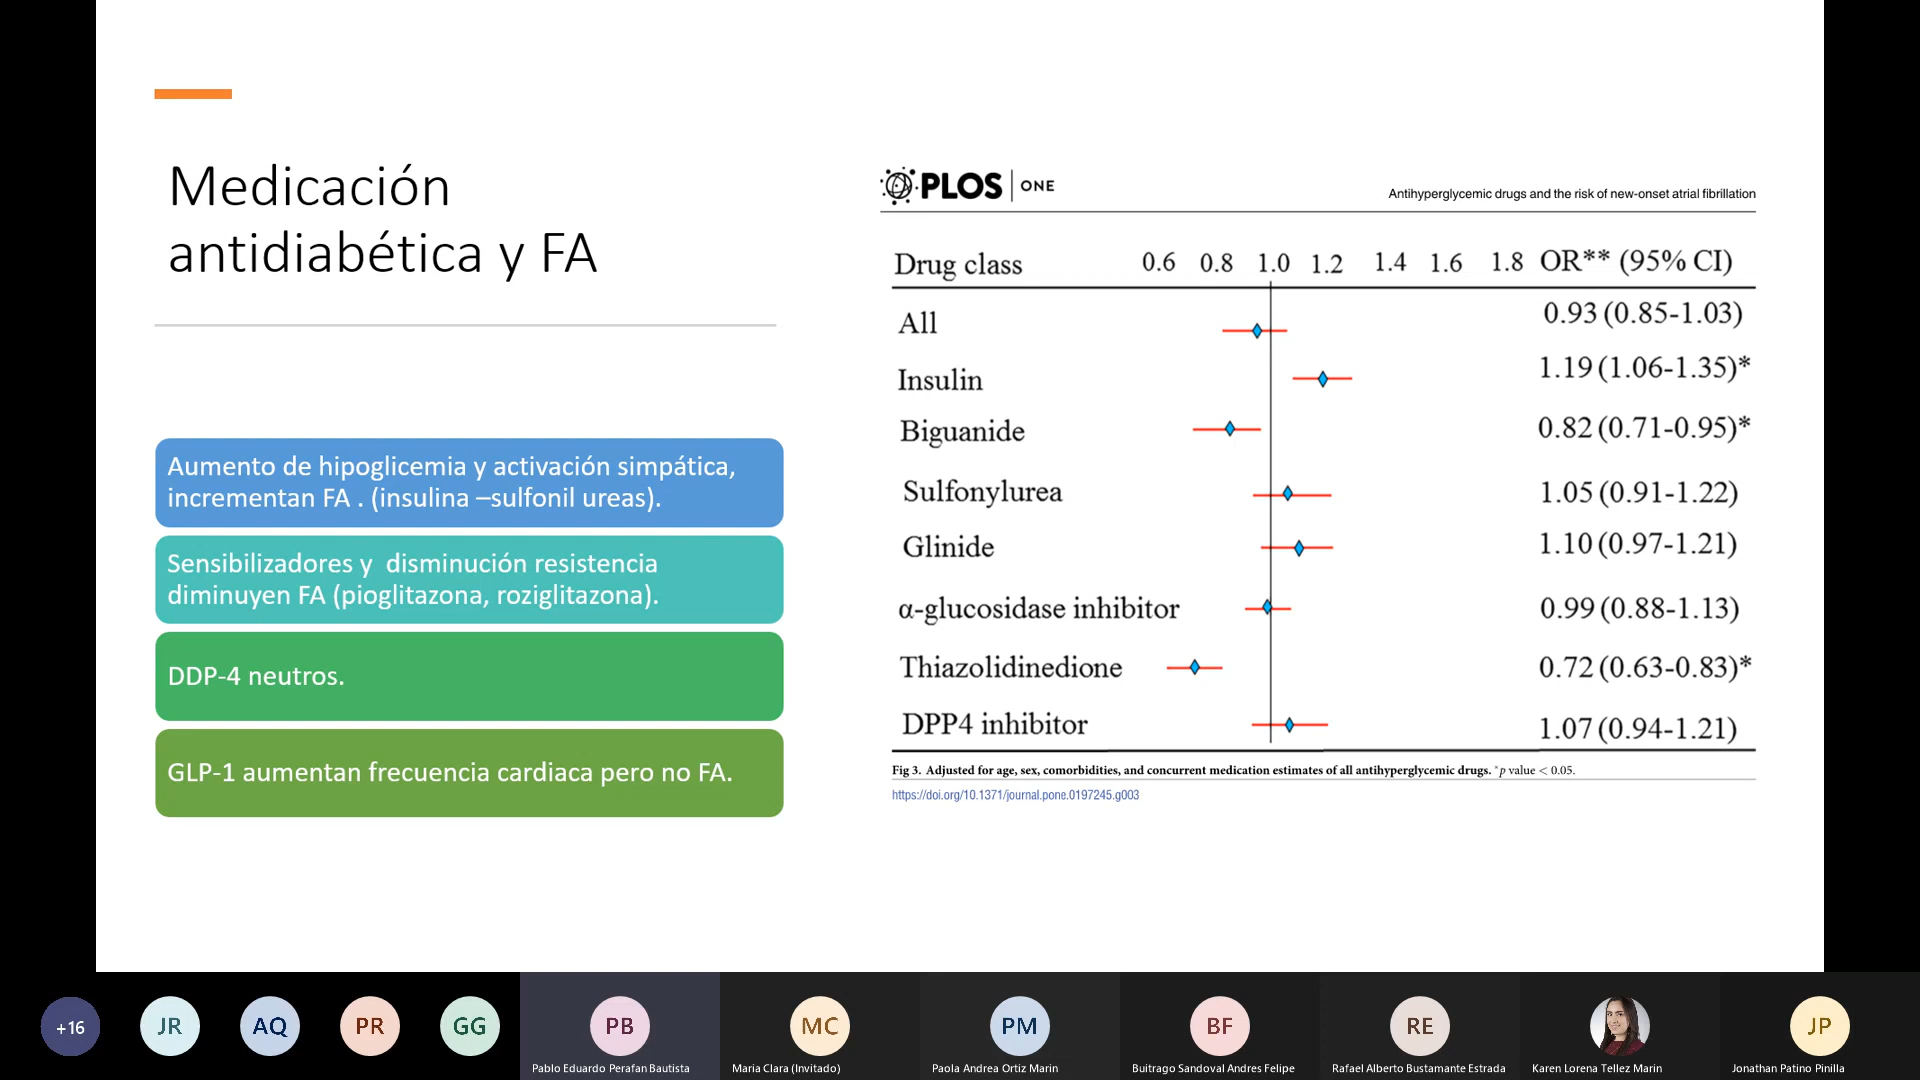 Medicación
antidiabética y FA
Aumento de hipoglicemia y activación simpática,
incrementan FA . (insulina –sulfonil ureas).
Sensibilizadores y  disminución resistencia
diminuyen FA (pioglitazona, roziglitazona).
DDP-4 neutros.
GLP-1 aumentan frecuencia cardiaca pero no FA.
PLOS ONE
Antihyperglycemic drugs and the risk of new-onset atrial fibrillation
Drug class 0.6 0.8 1.0 1.2 1.4 1.6 1.8 OR** (95% CI)
All 0.93 (0.85-1.03)
Insulin 1.19 (1.06-1.35)*
Biguanide 0.82 (0.71-0.95)*
Sulfonylurea 1.05 (0.91-1.22)
Glinide 1.10 (0.97-1.21)
α-glucosidase inhibitor 0.99 (0.88-1.13)
Thiazolidinedione 0.72 (0.63-0.83)*
DPP4 inhibitor 1.07 (0.94-1.21)
Fig 3. Adjusted for age, sex, comorbidities, and concurrent medication estimates of all antihyperglycemic drugs. *p value < 0.05.
https://doi.org/10.1371/journal.pone.0197245.g003
+16 JR AQ PR GG PB MC PM BF RE JP
Pablo Eduardo Perafan Bautista
Maria Clara (Invitado)
Paola Andrea Ortiz Marin
Buitrago Sandoval Andres Felipe
Rafael Alberto Bustamante Estrada
Karen Lorena Tellez Marin
Jonathan Patino Pinilla